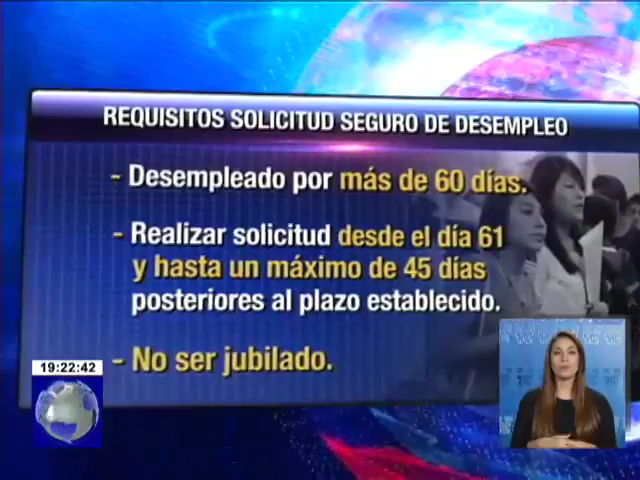 REQUISITOS SOLICITUD SEGURO DE DESEMPLEO
- Desempleado por más de 60 días.
- Realizar solicitud desde el día 61
y hasta un máximo de 45 días
posteriores al plazo establecido.
- No ser jubilado.
19:22:42